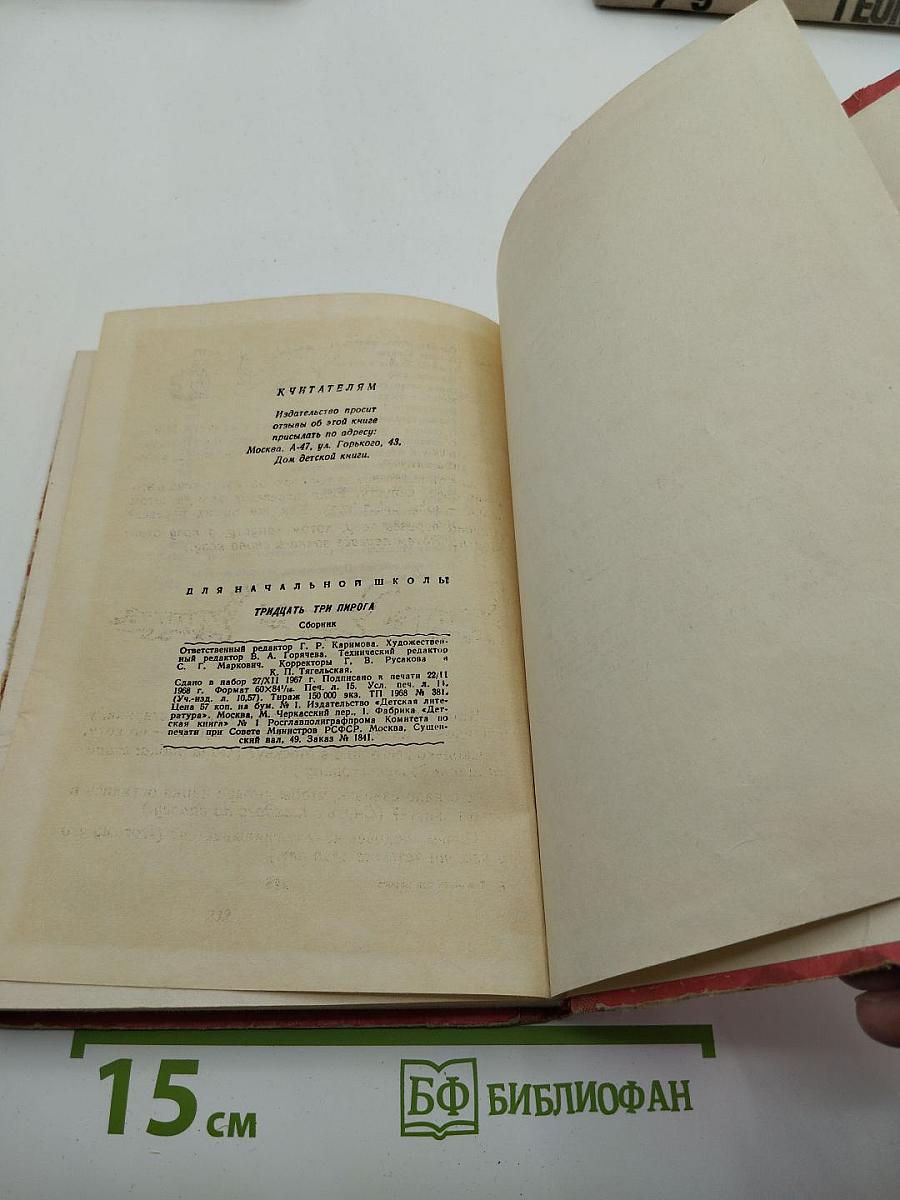 К ЧИТАТЕЛЯМ
Издательство просит
отзывы об этой книге
присылать по адресу:
Москва, А-47, ул. Горького, 43,
Дом детской книги.
ДЛЯ НАЧАЛЬНОЙ ШКОЛЫ
ТРИДЦАТЬ ТРИ ПИРОГА
Сборник
Ответственный редактор Г. Р. Каримова. Художествен-
ный редактор В. А. Горячева. Технический редактор
С. Г. Маркович. Корректоры Г. В. Русакова и
К. П. Тягельская.
Сдано в набор 27/XII 1967 г. Подписано к печати 22/II
1968 г. Формат 60×84¹/₁₆. Печ. л. 15. Усл. печ. л. 14.
(Уч.-изд. л. 10,57). Тираж 150 000 экз. ТП 1968 № 381.
Цена 57 коп. на бум. № 1. Издательство «Детская лите-
ратура». Москва, М. Черкасский пер., 1. Фабрика «Дет-
ская книга» № 1 Росглавполиграфпрома Комитета по
печати при Совете Министров РСФСР. Москва, Сущев-
ский вал, 49. Заказ № 1841.
15 см
БФ БИБЛИОФАН